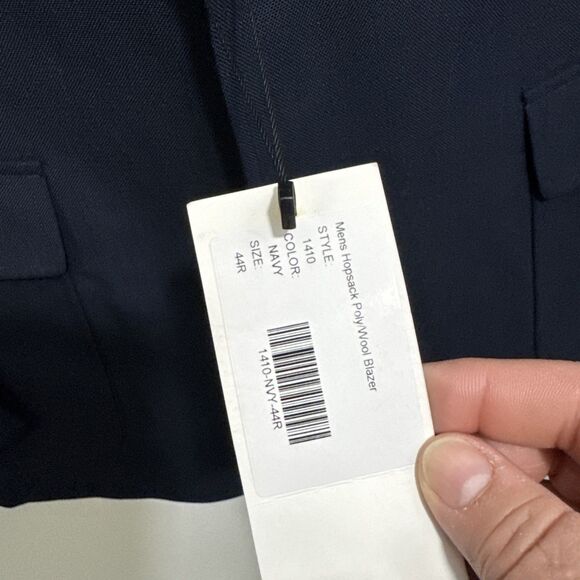 Mens Hopsack Poly/Wool Blazer
STYLE:
1410
COLOR:
NAVY
SIZE:
44R
1410-NVY-44R